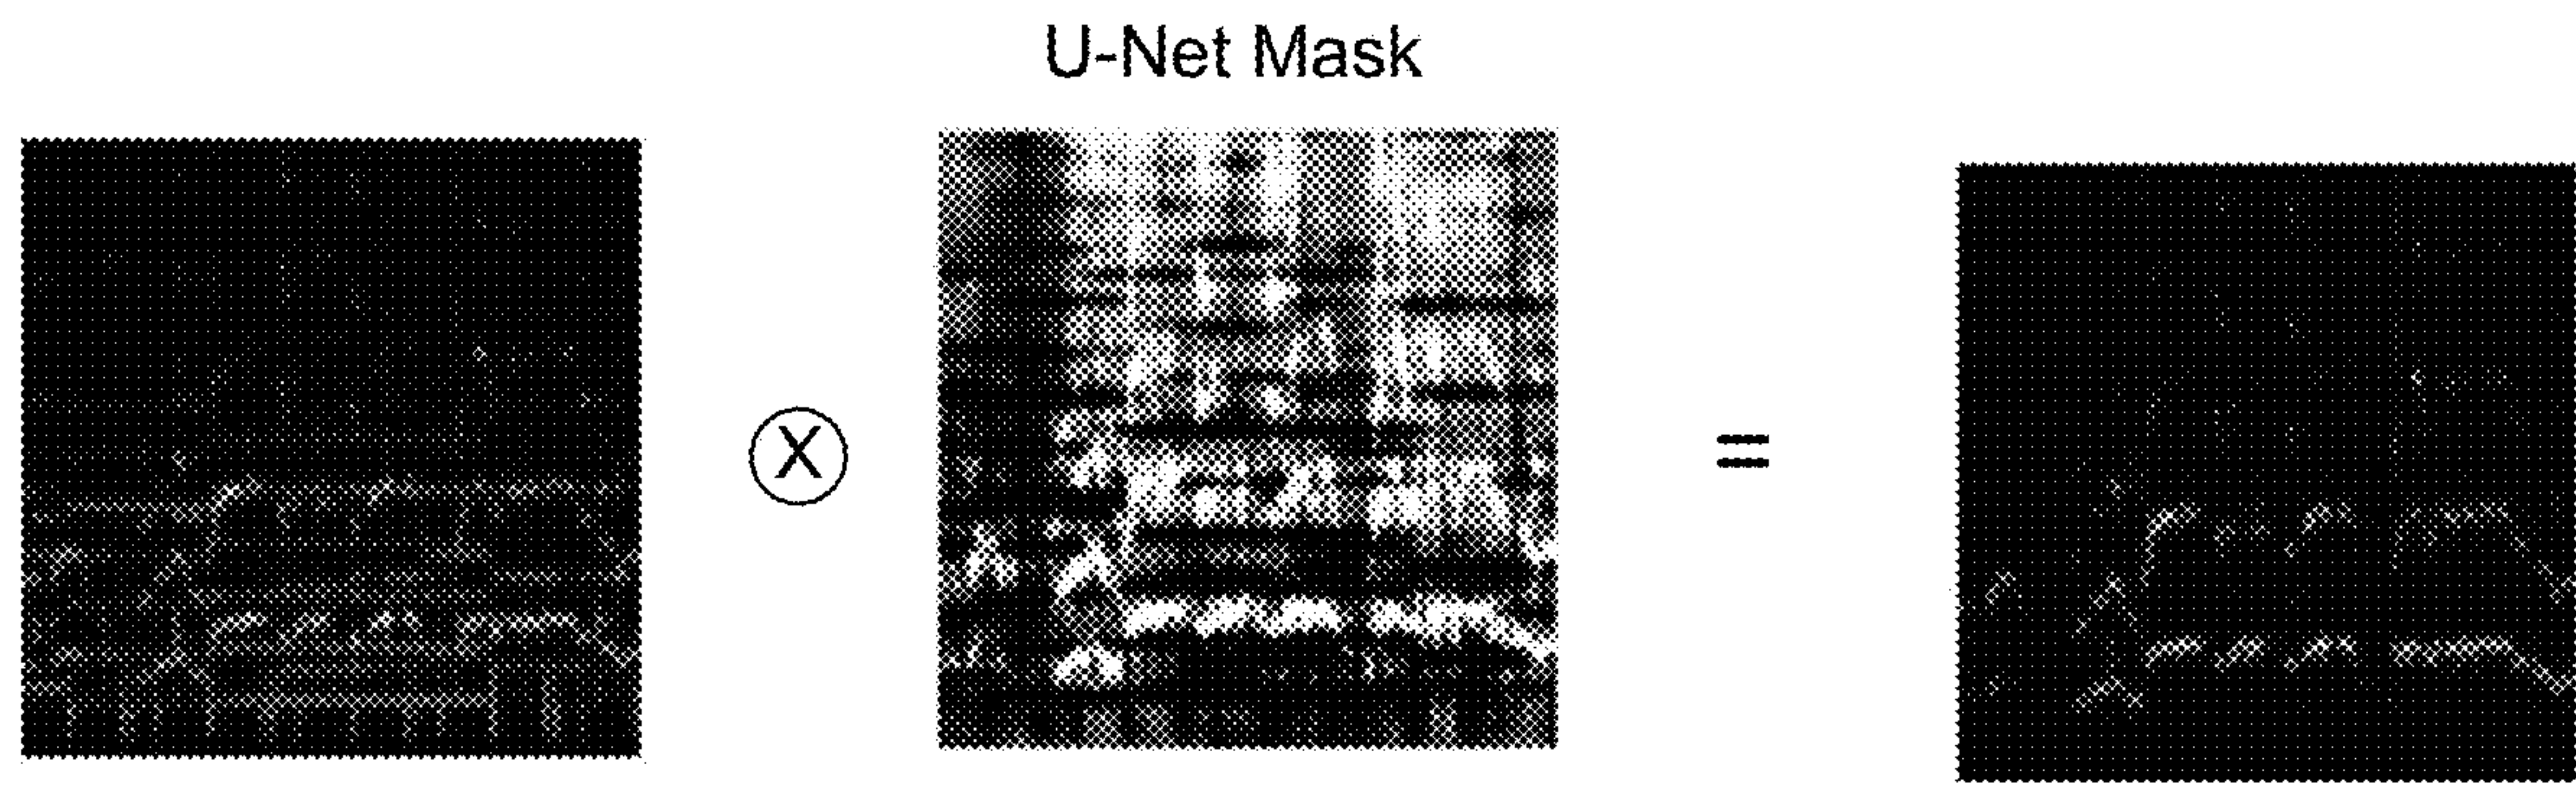 U-Net Mask
X
=